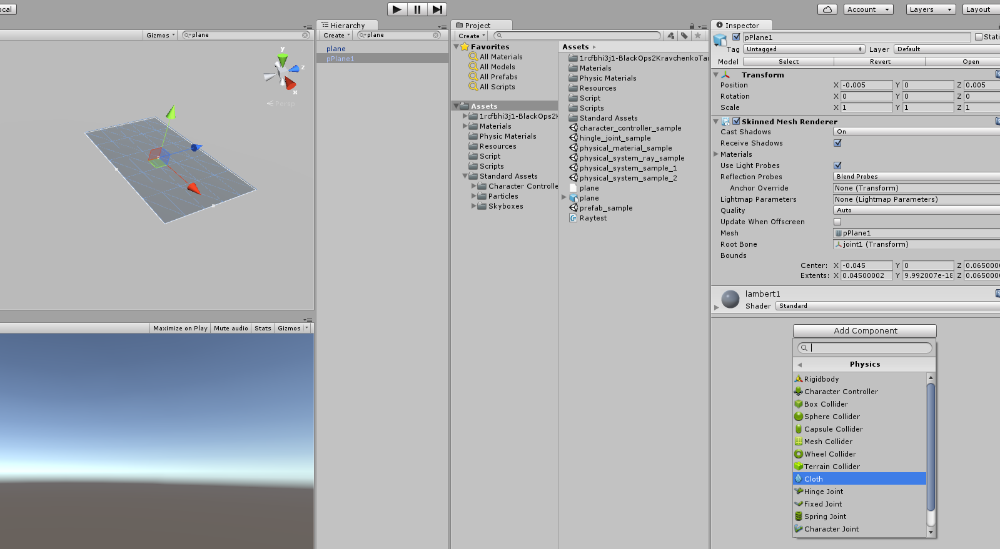 ocal
Account
Layers
Layout
Gizmos
plane
y
z
x
Persp
Maximize on Play
Mute audio
Stats
Gizmos
Hierarchy
Create
plane
plane
pPlane1
Project
Create
Favorites
All Materials
All Models
All Prefabs
All Scripts
Assets
1rcfbhi3j1-BlackOps2K
Materials
Physic Materials
Resources
Script
Scripts
Standard Assets
Character Controlle
Particles
Skyboxes
Assets
1rcfbhi3j1-BlackOps2KravchenkoTar
Materials
Physic Materials
Resources
Script
Scripts
Standard Assets
character_controller_sample
hingle_joint_sample
physical_material_sample
physical_system_ray_sample
physical_system_sample_1
physical_system_sample_2
plane
plane
prefab_sample
Raytest
Inspector
pPlane1
Stati
Tag Untagged Layer Default
Model Select Revert Open
Transform
Position X -0.005 Y 0 Z 0.005
Rotation X 0 Y 0 Z 0
Scale X 1 Y 1 Z 1
Skinned Mesh Renderer
Cast Shadows On
Receive Shadows
Materials
Use Light Probes
Reflection Probes Blend Probes
Anchor Override None (Transform)
Lightmap Parameters None (Lightmap Parameters)
Quality Auto
Update When Offscreen
Mesh pPlane1
Root Bone joint1 (Transform)
Bounds
Center: X -0.045 Y 0 Z 0.065000
Extents: X 0.04500002 Y 9.992007e-18 Z 0.065000
lambert1
Shader Standard
Add Component
Physics
Rigidbody
Character Controller
Box Collider
Sphere Collider
Capsule Collider
Mesh Collider
Wheel Collider
Terrain Collider
Cloth
Hinge Joint
Fixed Joint
Spring Joint
Character Joint